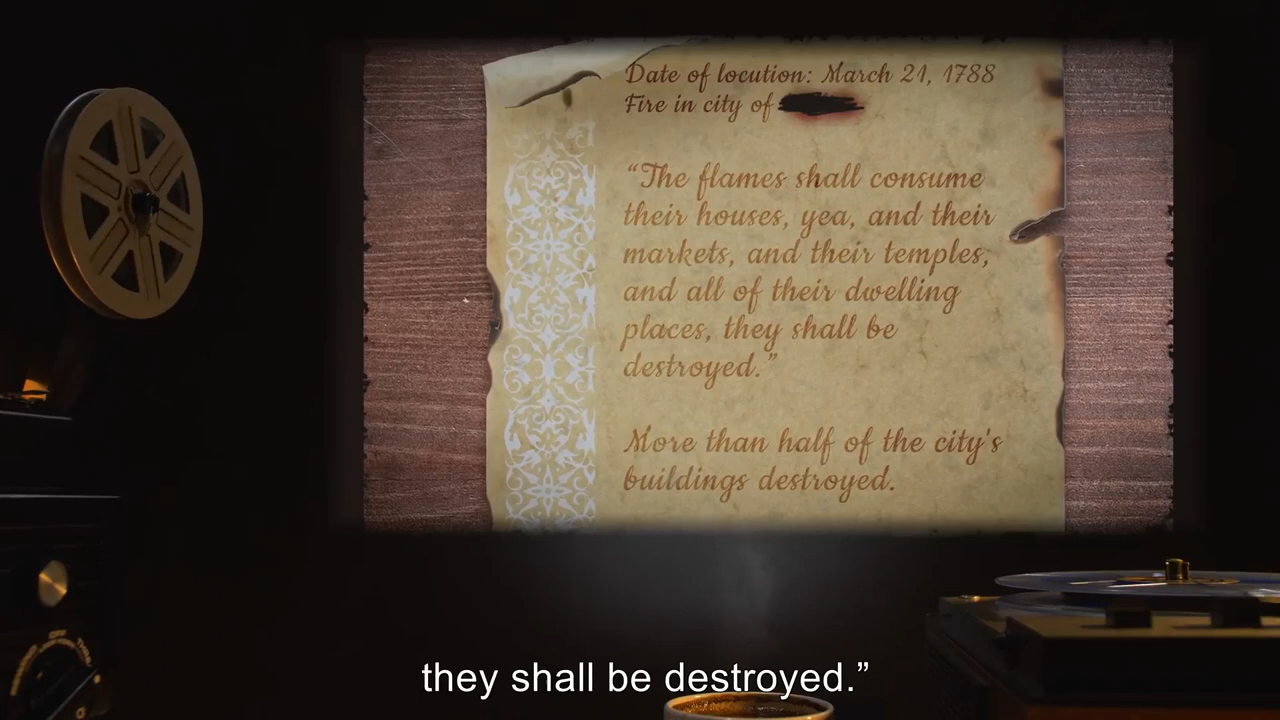 Date of locution: March 21, 1788
Fire in city of
“The flames shall consume
their houses, yea, and their
markets, and their temples,
and all of their dwelling
places, they shall be
destroyed.”
More than half of the city's
buildings destroyed.
OFF
they shall be destroyed.”